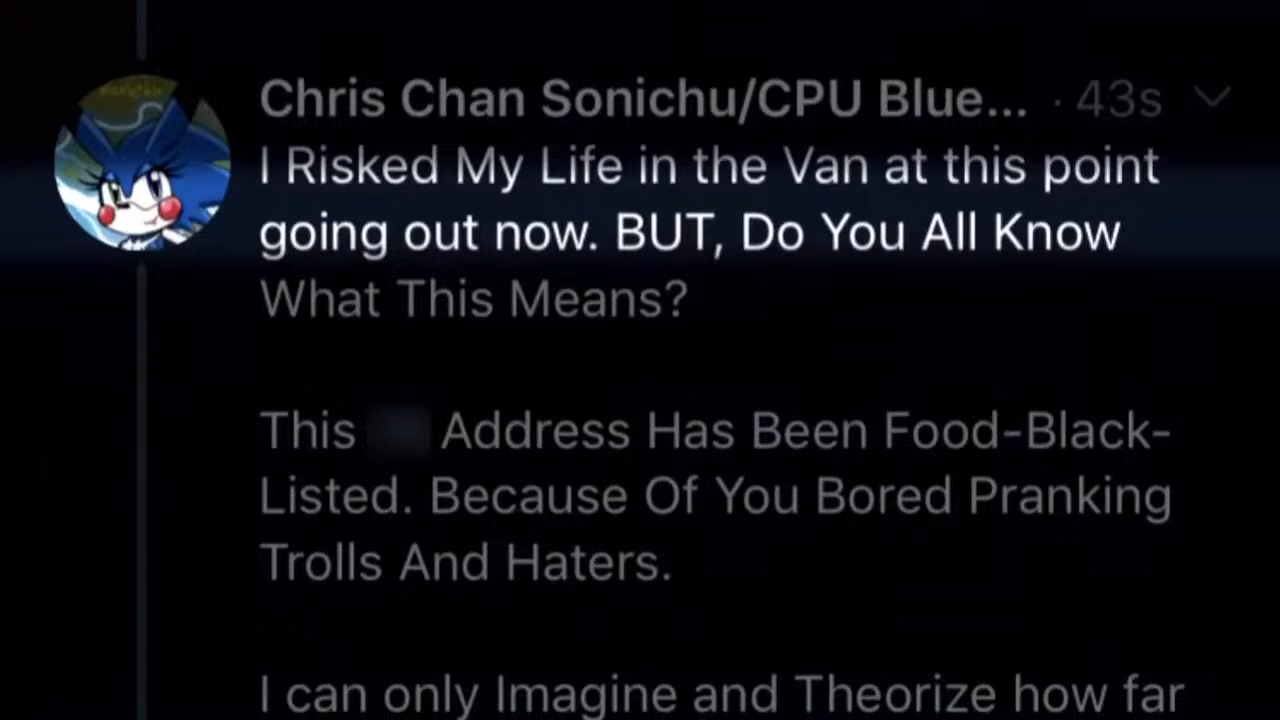 Chris Chan Sonichu/CPU Blue... · 43s
I Risked My Life in the Van at this point
going out now. BUT, Do You All Know
What This Means?
This Address Has Been Food-Black-
Listed. Because Of You Bored Pranking
Trolls And Haters.
I can only Imagine and Theorize how far